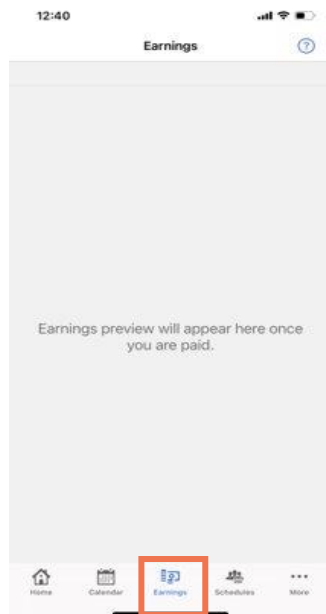 12:40
Earnings
?
Earnings preview will appear here once
you are paid.
Home Calendar Earnings Schedules More